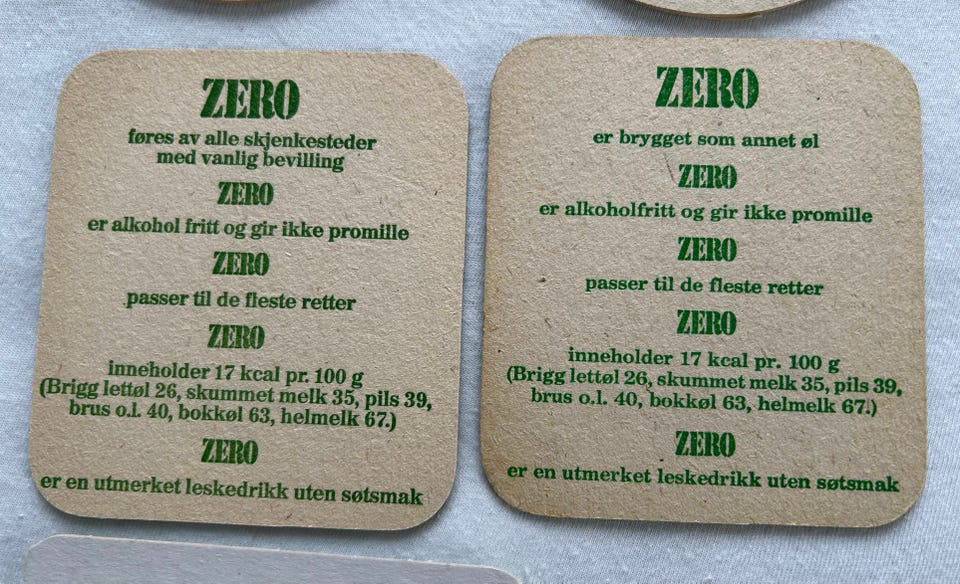 ZERO
føres av alle skjenkesteder
med vanlig bevilling
ZERO
er alkohol fritt og gir ikke promille
ZERO
passer til de fleste retter
ZERO
inneholder 17 kcal pr. 100 g
(Brigg lettøl 26, skummet melk 35, pils 39,
brus o.l. 40, bokkøl 63, helmelk 67.)
ZERO
er en utmerket leskedrikk uten søtsmak
ZERO
er brygget som annet øl
ZERO
er alkoholfritt og gir ikke promille
ZERO
passer til de fleste retter
ZERO
inneholder 17 kcal pr. 100 g
(Brigg lettøl 26, skummet melk 35, pils 39,
brus o.l. 40, bokkøl 63, helmelk 67.)
ZERO
er en utmerket leskedrikk uten søtsmak